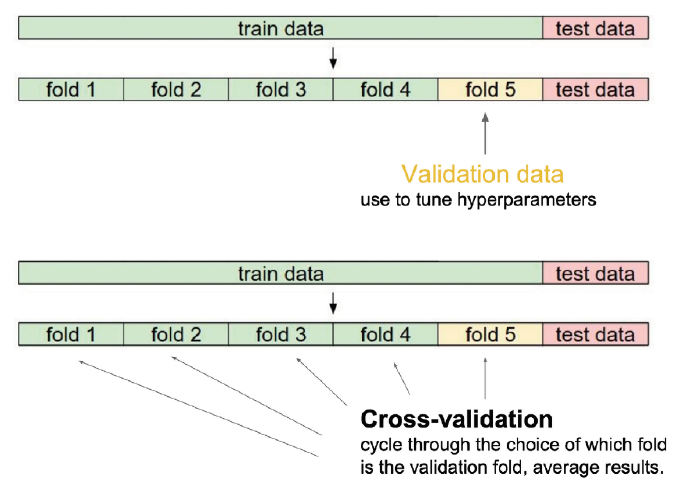 train data test data
fold 1 fold 2 fold 3 fold 4 fold 5 test data
Validation data
use to tune hyperparameters
train data test data
fold 1 fold 2 fold 3 fold 4 fold 5 test data
Cross-validation
cycle through the choice of which fold
is the validation fold, average results.